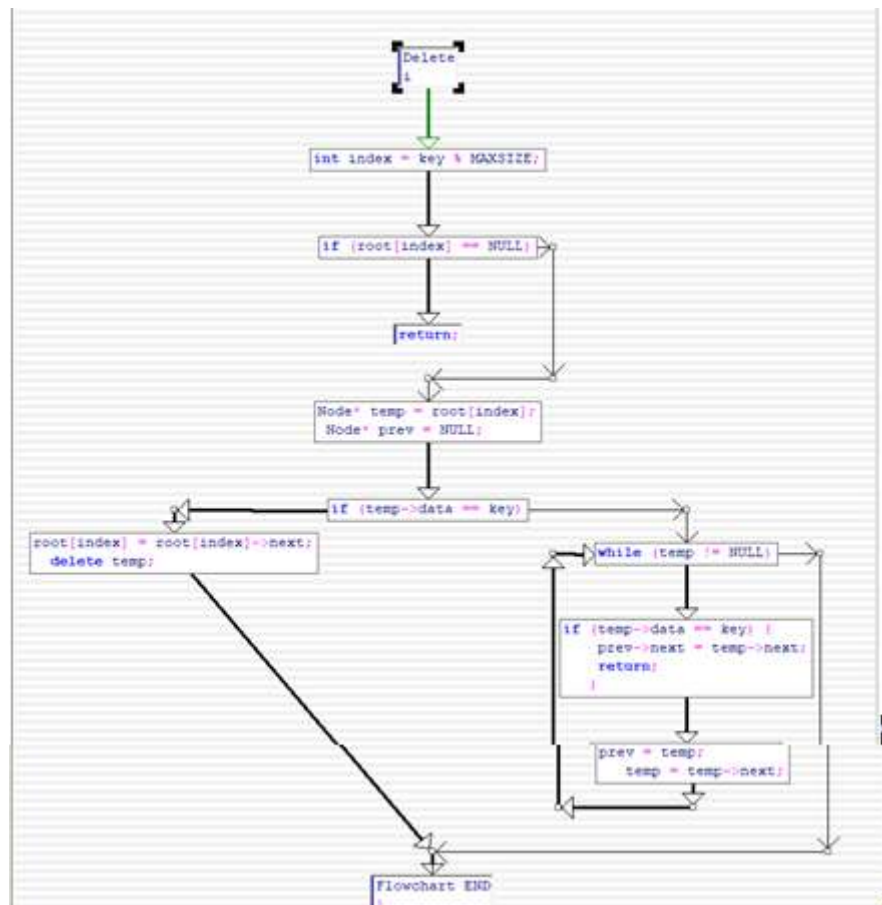 Delete
i
int index = key % MAXSIZE;
if (root[index] == NULL)
return;
Node* temp = root[index];
Node* prev = NULL;
if (temp->data == key)
root[index] = root[index]->next;
delete temp;
while (temp != NULL)
if (temp->data == key) {
prev->next = temp->next;
return;
}
prev = temp;
temp = temp->next;
Flowchart END